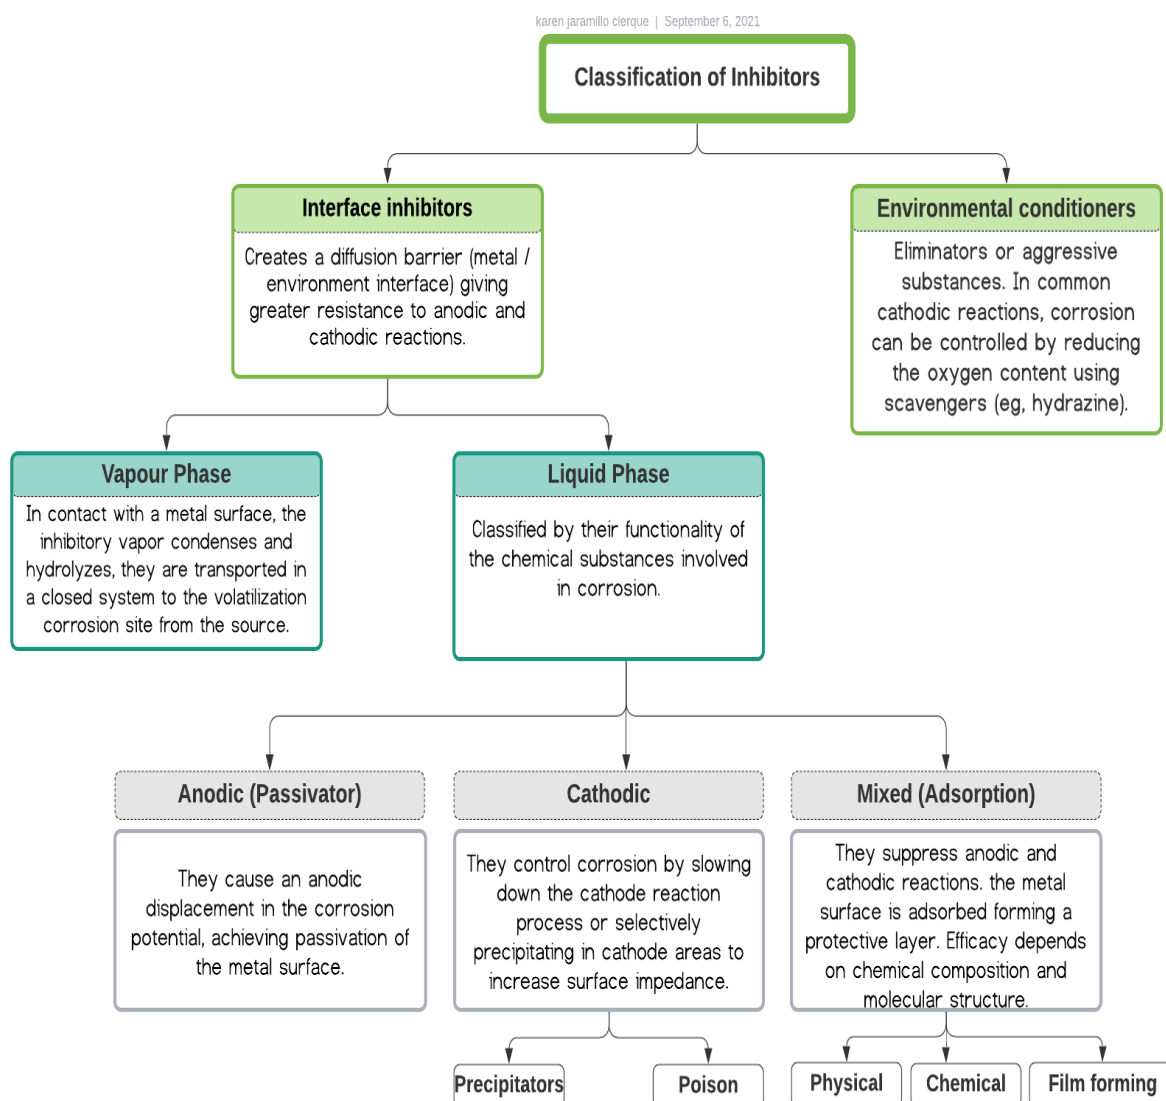 karen jaramillo clerque | September 6, 2021
Classification of Inhibitors
Interface inhibitors
Creates a diffusion barrier (metal /
environment interface) giving
greater resistance to anodic and
cathodic reactions.
Environmental conditioners
Eliminators or aggressive
substances. In common
cathodic reactions, corrosion
can be controlled by reducing
the oxygen content using
scavengers (eg, hydrazine).
Vapour Phase
In contact with a metal surface, the
inhibitory vapor condenses and
hydrolyzes, they are transported in
a closed system to the volatilization
corrosion site from the source.
Liquid Phase
Classified by their functionality of
the chemical substances involved
in corrosion.
Anodic (Passivator)
They cause an anodic
displacement in the corrosion
potential, achieving passivation of
the metal surface.
Cathodic
They control corrosion by slowing
down the cathode reaction
process or selectively
precipitating in cathode areas to
increase surface impedance.
Mixed (Adsorption)
They suppress anodic and
cathodic reactions. the metal
surface is adsorbed forming a
protective layer. Efficacy depends
on chemical composition and
molecular structure.
Precipitators
Poison
Physical
Chemical
Film forming